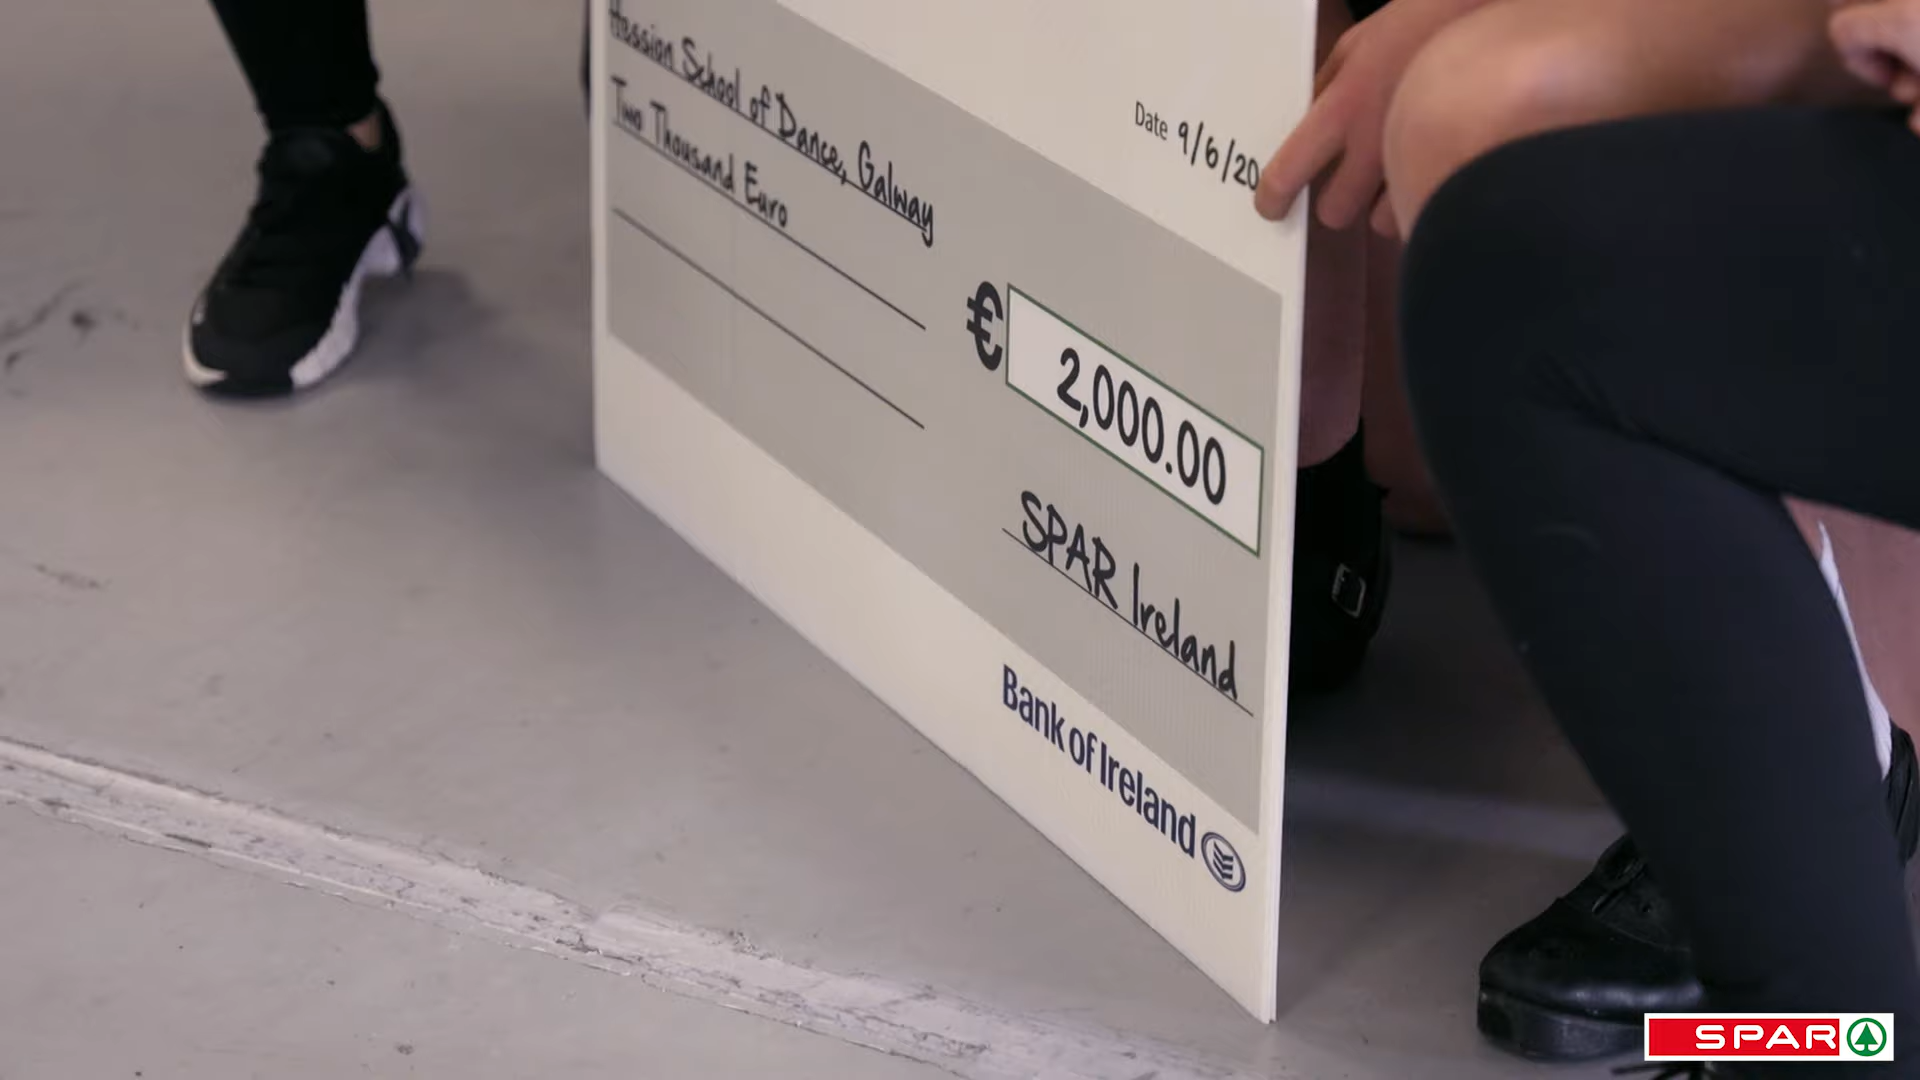 Hession School of Dance, Galway
Two Thousand Euro
Date 9/6/20
€ 2,000.00
SPAR Ireland
Bank of Ireland
SPAR